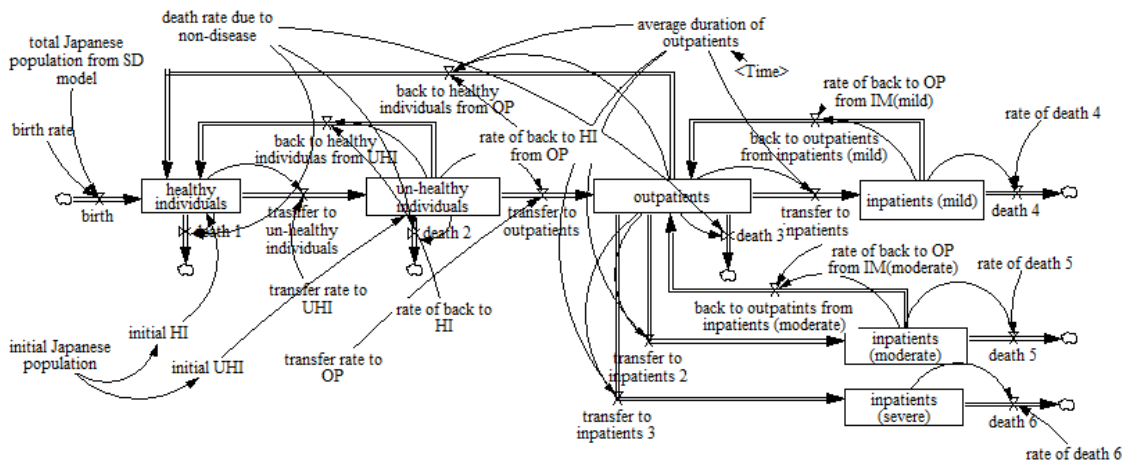 death rate due to
non-disease
average duration of
outpatients
total Japanese
population from SD
model
<Time>
back to healthy
individuals from OP
rate of back to OP
from IM(mild)
rate of death 4
birth rate
back to healthy
individulas from UHI
rate of back to HI
from OP
back to outpatients
from inpatients (mild)
healthy
individuals
un-healthy
individuals
outpatients
inpatients (mild)
birth
transfer to
un-healthy
individuals
transfer to
outpatients
transfer to
inpatients
death 4
death 1
death 2
death 3
rate of back to OP
from IM(moderate)
rate of death 5
transfer rate to
UHI
rate of back to
HI
back to outpatints from
inpatients (moderate)
initial HI
initial Japanese
population
initial UHI
transfer rate to
OP
transfer to
inpatients 2
inpatients
(moderate)
death 5
transfer to
inpatients 3
inpatients
(severe)
death 6
rate of death 6